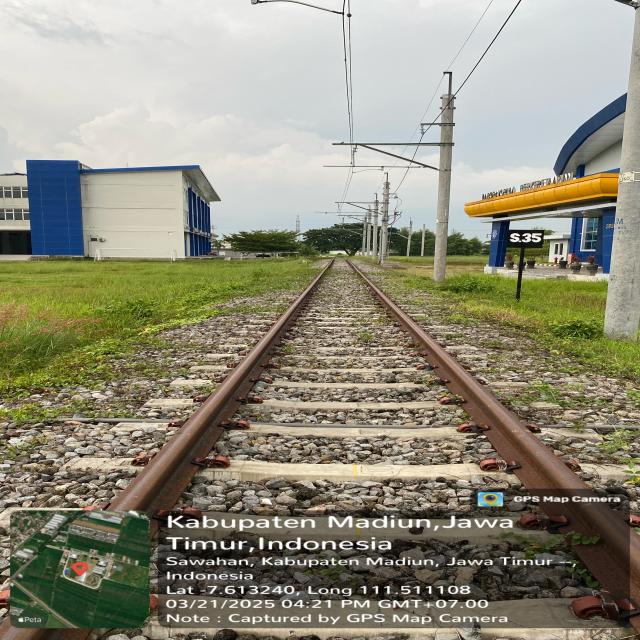 S.35
GPS Map Camera
Kabupaten Madiun,Jawa
Timur,Indonesia
Sawahan, Kabupaten Madiun, Jawa Timur --,
Indonesia
Lat -7.613240, Long 111.511108
03/21/2025 04:21 PM GMT+07:00
Note : Captured by GPS Map Camera
Peta